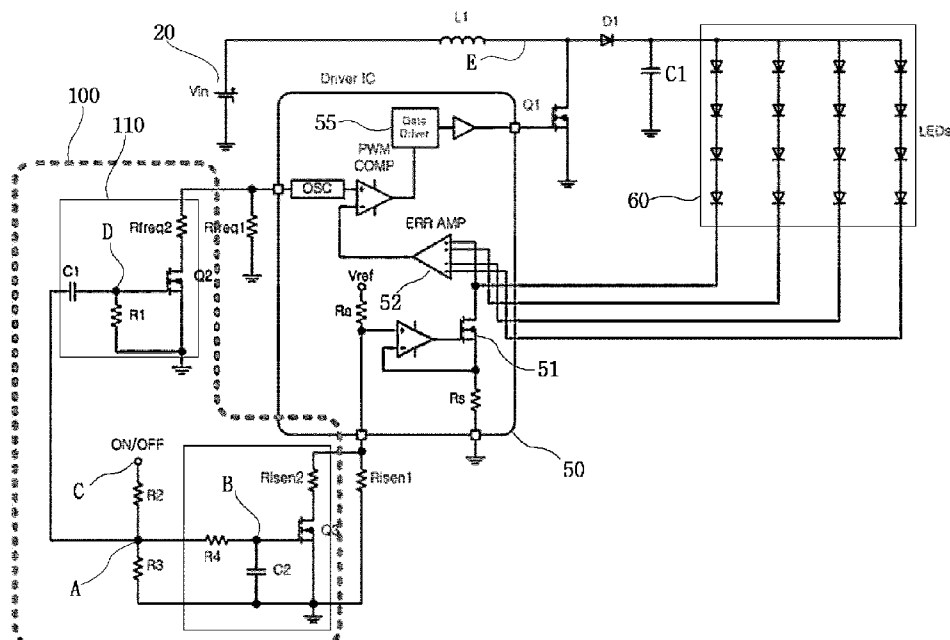 L1
D1
20
E
C1
Driver IC
Vin
100
Q1
55
Gate
Driver
LEDs
110
PWM
COMP
OSC
60
Rfreq2
Rfreq1
ERR AMP
D
C1
Q2
Vref
52
R1
Ra
51
Rs
ON/OFF
50
C
B
Risen2
Risen1
R2
Q3
R4
A
R3
C2